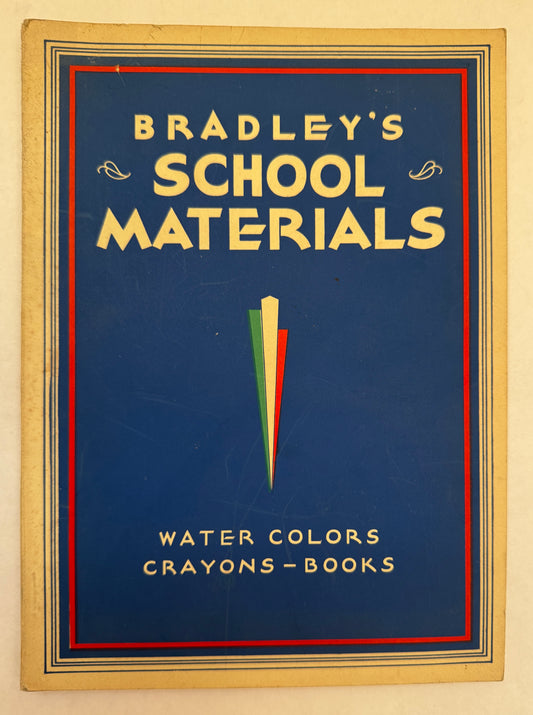 BRADLEY'S
SCHOOL
MATERIALS
WATER COLORS
CRAYONS – BOOKS